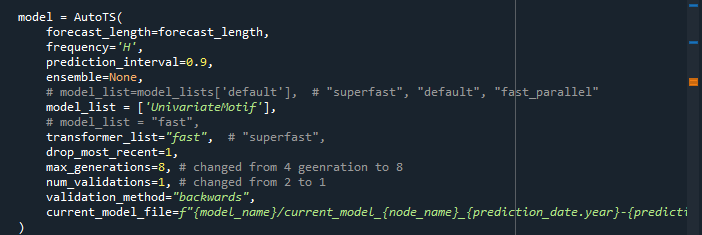 model = AutoTS(
    forecast_length=forecast_length,
    frequency='H',
    prediction_interval=0.9,
    ensemble=None,
    # model_list=model_lists['default'],  # "superfast", "default", "fast_parallel"
    model_list = ['UnivariateMotif'],
    # model_list = "fast",
    transformer_list="fast",  # "superfast",
    drop_most_recent=1,
    max_generations=8, # changed from 4 geenration to 8
    num_validations=1, # changed from 2 to 1
    validation_method="backwards",
    current_model_file=f"{model_name}/current_model_{node_name}_{prediction_date.year}-{predicti
)